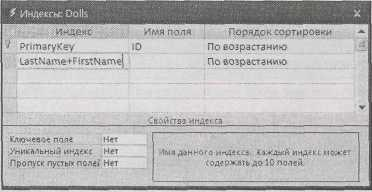 Индексы: Dolls
Индекс Имя поля Порядок сортировки
PrimaryKey ID По возрастанию
LastName+FirstName По возрастанию
Свойства индекса
Ключевое поле Нет
Уникальный индекс Нет
Пропуск пустых полей Нет
Имя данного индекса. Каждый индекс может
содержать до 10 полей.